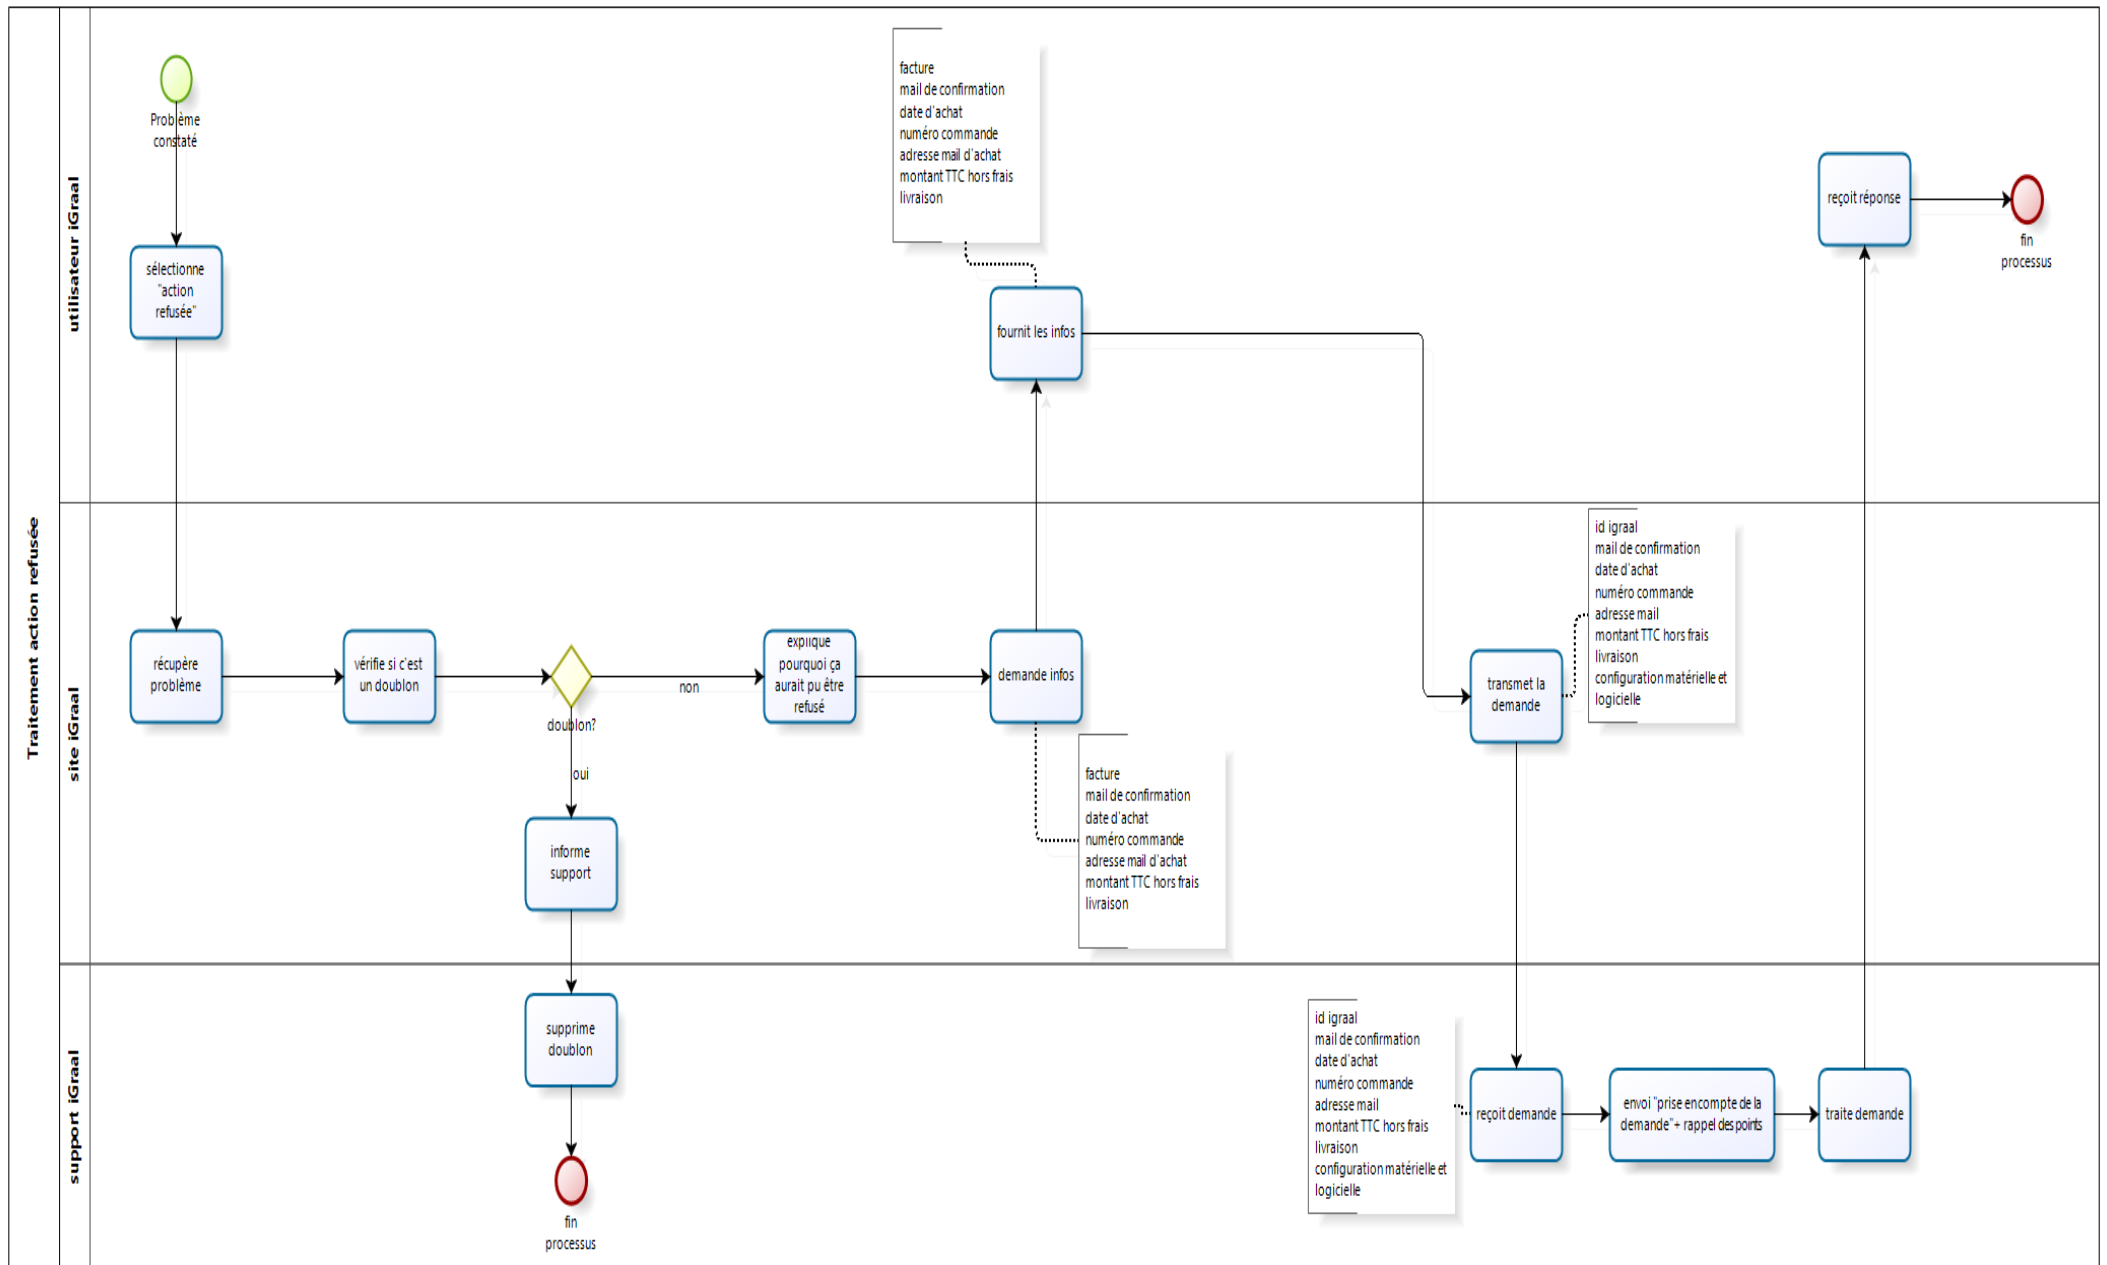 Traitement action refusée
utilisateur iGraal
Problème
constaté
sélectionne
"action
refusée"
facture
mail de confirmation
date d'achat
numéro commande
adresse mail d'achat
montant TTC hors frais
livraison
fournit les infos
reçoit réponse
fin
processus
site iGraal
récupère
problème
vérifie si c'est
un doublon
doublon?
non
oui
explique
pourquoi ça
aurait pu être
refusé
demande infos
facture
mail de confirmation
date d'achat
numéro commande
adresse mail d'achat
montant TTC hors frais
livraison
informe
support
transmet la
demande
id igraal
mail de confirmation
date d'achat
numéro commande
adresse mail
montant TTC hors frais
livraison
configuration matérielle et
logicielle
support iGraal
supprime
doublon
fin
processus
id igraal
mail de confirmation
date d'achat
numéro commande
adresse mail
montant TTC hors frais
livraison
configuration matérielle et
logicielle
reçoit demande
envoi "prise en compte de la
demande"+ rappel des points
traite demande